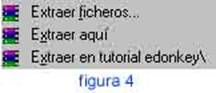 Extraer ficheros...
Extraer aquí
Extraer en tutorial edonkey\
figura 4